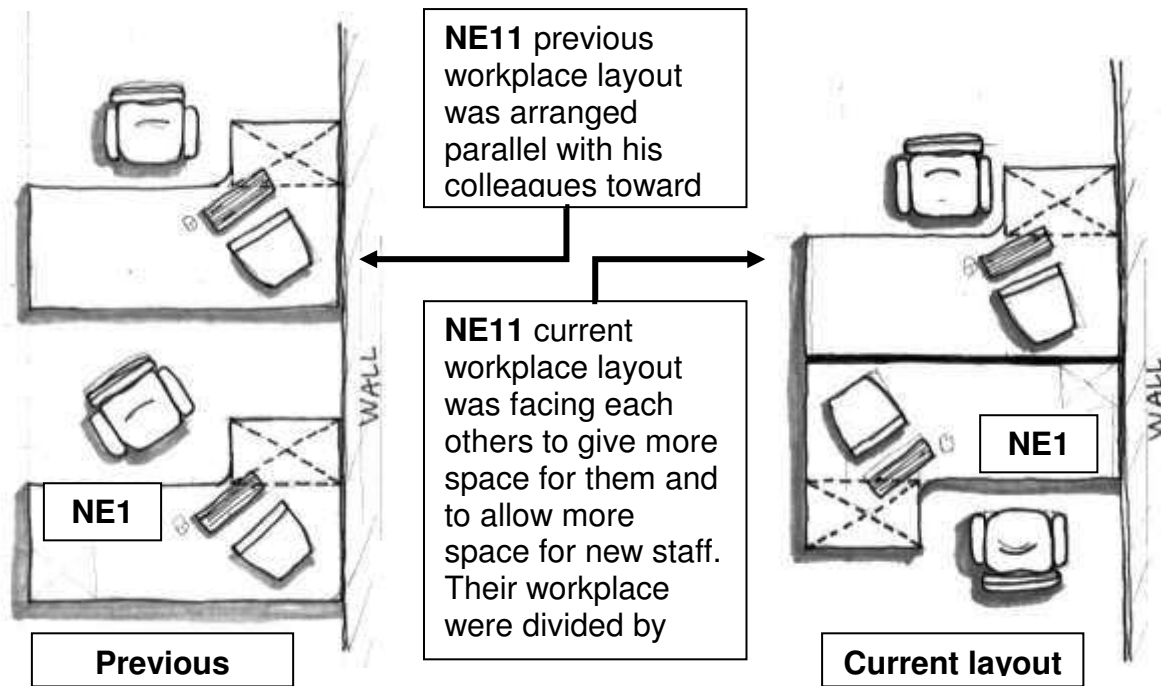 NE11 previous
workplace layout
was arranged
parallel with his
colleagues toward
NE11 current
workplace layout
was facing each
others to give more
space for them and
to allow more
space for new staff.
Their workplace
were divided by
WALL
NE1
Previous
WALL
NE1
Current layout